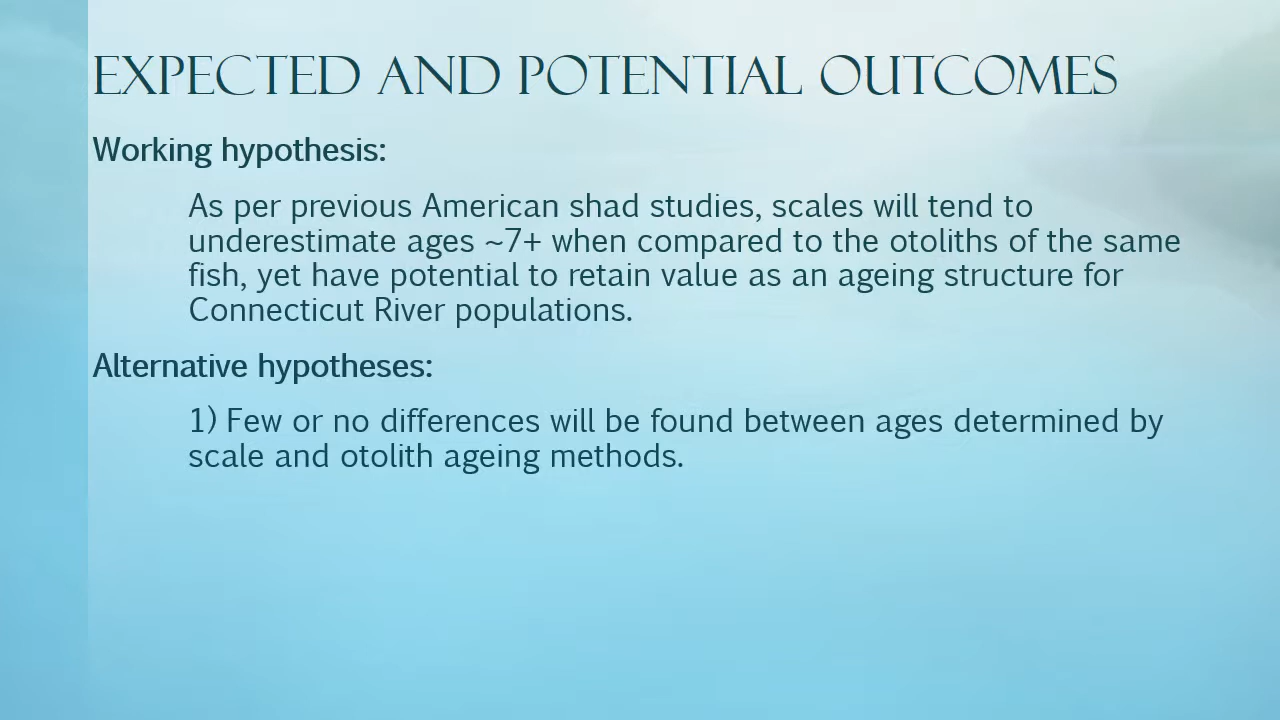 EXPECTED AND POTENTIAL OUTCOMES
Working hypothesis:
As per previous American shad studies, scales will tend to
underestimate ages ~7+ when compared to the otoliths of the same
fish, yet have potential to retain value as an ageing structure for
Connecticut River populations.
Alternative hypotheses:
1) Few or no differences will be found between ages determined by
scale and otolith ageing methods.